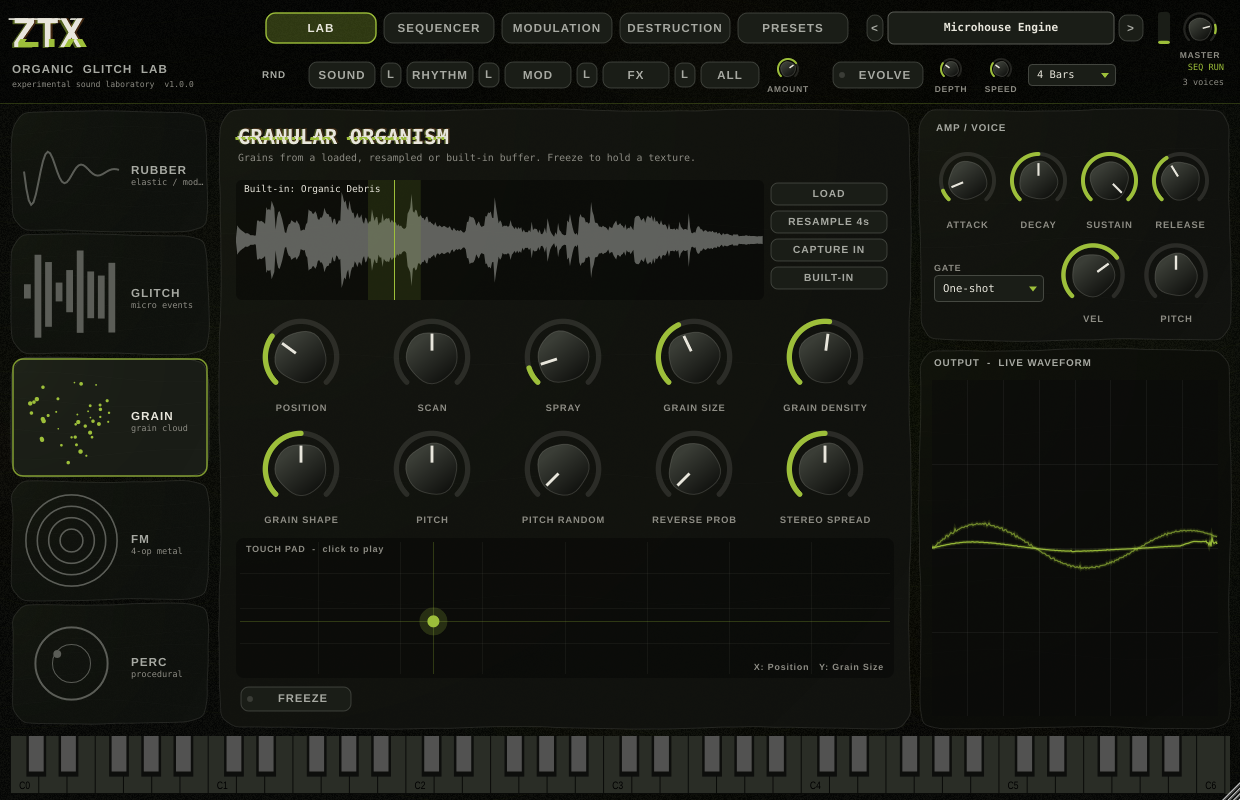 ZTX
ORGANIC GLITCH LAB
experimental sound laboratory v1.0.0
LAB
SEQUENCER
MODULATION
DESTRUCTION
PRESETS
<
Microhouse Engine
>
MASTER
SEQ RUN
3 voices
RND
SOUND
L
RHYTHM
L
MOD
L
FX
L
ALL
AMOUNT
EVOLVE
DEPTH
SPEED
4 Bars
RUBBER
elastic / mod…
GLITCH
micro events
GRAIN
grain cloud
FM
4-op metal
PERC
procedural
GRANULAR ORGANISM
Grains from a loaded, resampled or built-in buffer. Freeze to hold a texture.
Built-in: Organic Debris
LOAD
RESAMPLE 4s
CAPTURE IN
BUILT-IN
POSITION
SCAN
SPRAY
GRAIN SIZE
GRAIN DENSITY
GRAIN SHAPE
PITCH
PITCH RANDOM
REVERSE PROB
STEREO SPREAD
TOUCH PAD - click to play
X: Position Y: Grain Size
FREEZE
AMP / VOICE
ATTACK
DECAY
SUSTAIN
RELEASE
GATE
One-shot
VEL
PITCH
OUTPUT - LIVE WAVEFORM
C0
C1
C2
C3
C4
C5
C6